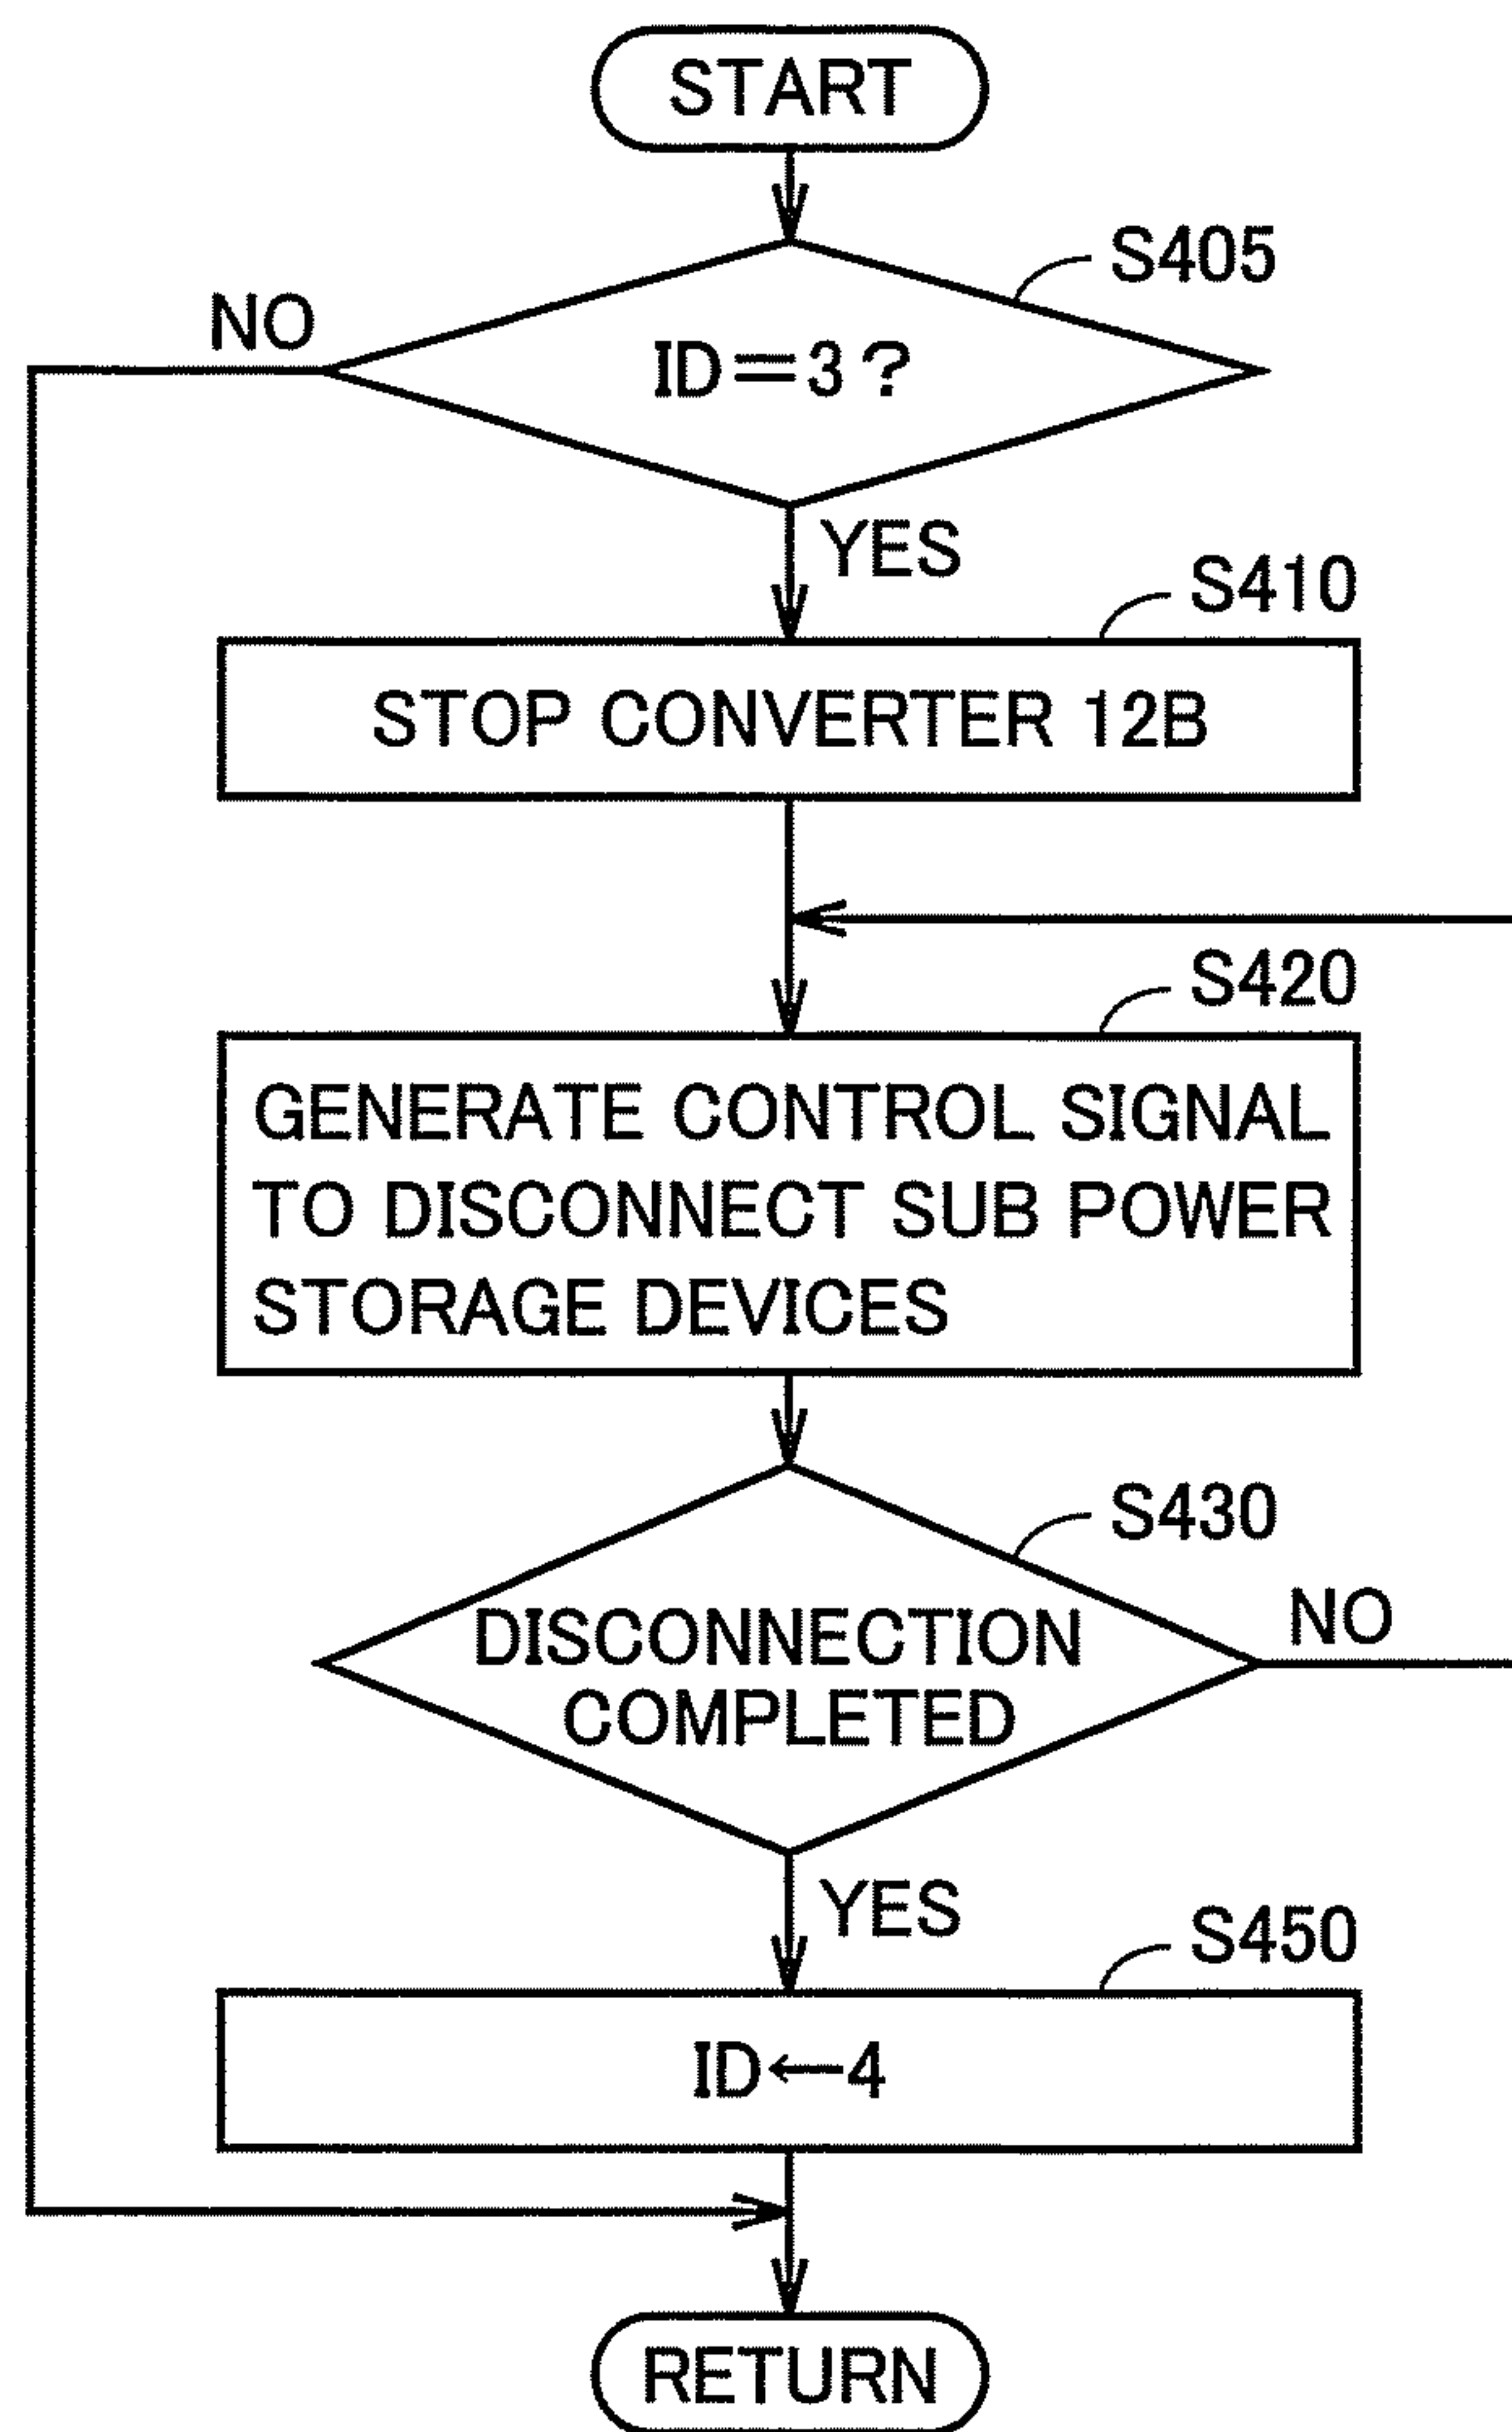 START
S405
NO
ID=3?
YES
S410
STOP CONVERTER 12B
S420
GENERATE CONTROL SIGNAL
TO DISCONNECT SUB POWER
STORAGE DEVICES
S430
DISCONNECTION
COMPLETED
NO
YES
S450
ID←4
RETURN